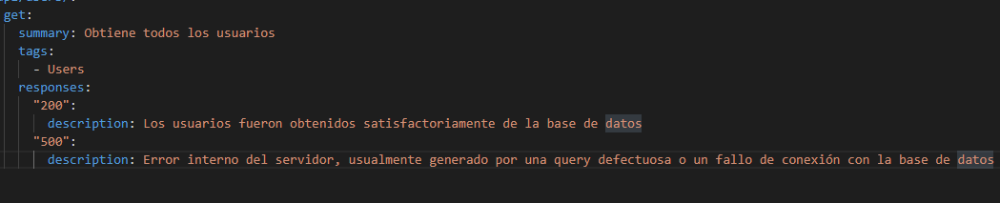 get:
summary: Obtiene todos los usuarios
tags:
- Users
responses:
"200":
description: Los usuarios fueron obtenidos satisfactoriamente de la base de datos
"500":
description: Error interno del servidor, usualmente generado por una query defectuosa o un fallo de conexión con la base de datos